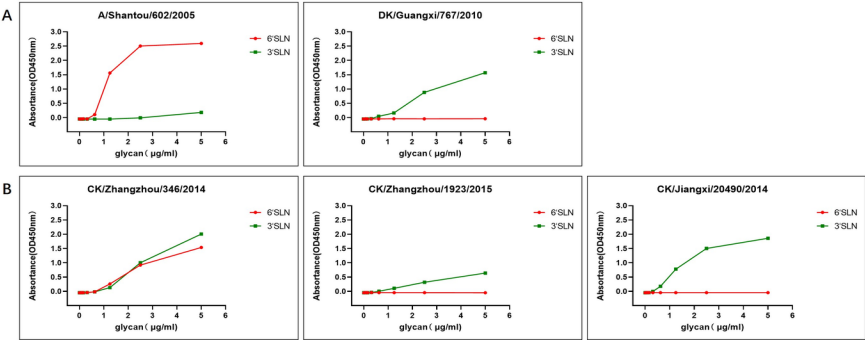 A
A/Shantou/602/2005
Absortance(OD450nm)
3.0
2.5
2.0
1.5
1.0
0.5
0.0
0 1 2 3 4 5 6
glycan( μg/ml)
6'SLN
3'SLN
DK/Guangxi/767/2010
Absortance(OD450nm)
3.0
2.5
2.0
1.5
1.0
0.5
0.0
0 1 2 3 4 5 6
glycan( μg/ml)
6'SLN
3'SLN
B
CK/Zhangzhou/346/2014
Absortance(OD450nm)
3.0
2.5
2.0
1.5
1.0
0.5
0.0
0 1 2 3 4 5 6
glycan( μg/ml)
6'SLN
3'SLN
CK/Zhangzhou/1923/2015
Absortance(OD450nm)
3.0
2.5
2.0
1.5
1.0
0.5
0.0
0 1 2 3 4 5 6
glycan( μg/ml)
6'SLN
3'SLN
CK/Jiangxi/20490/2014
Absortance(OD450nm)
3.0
2.5
2.0
1.5
1.0
0.5
0.0
0 1 2 3 4 5 6
glycan( μg/ml)
6'SLN
3'SLN